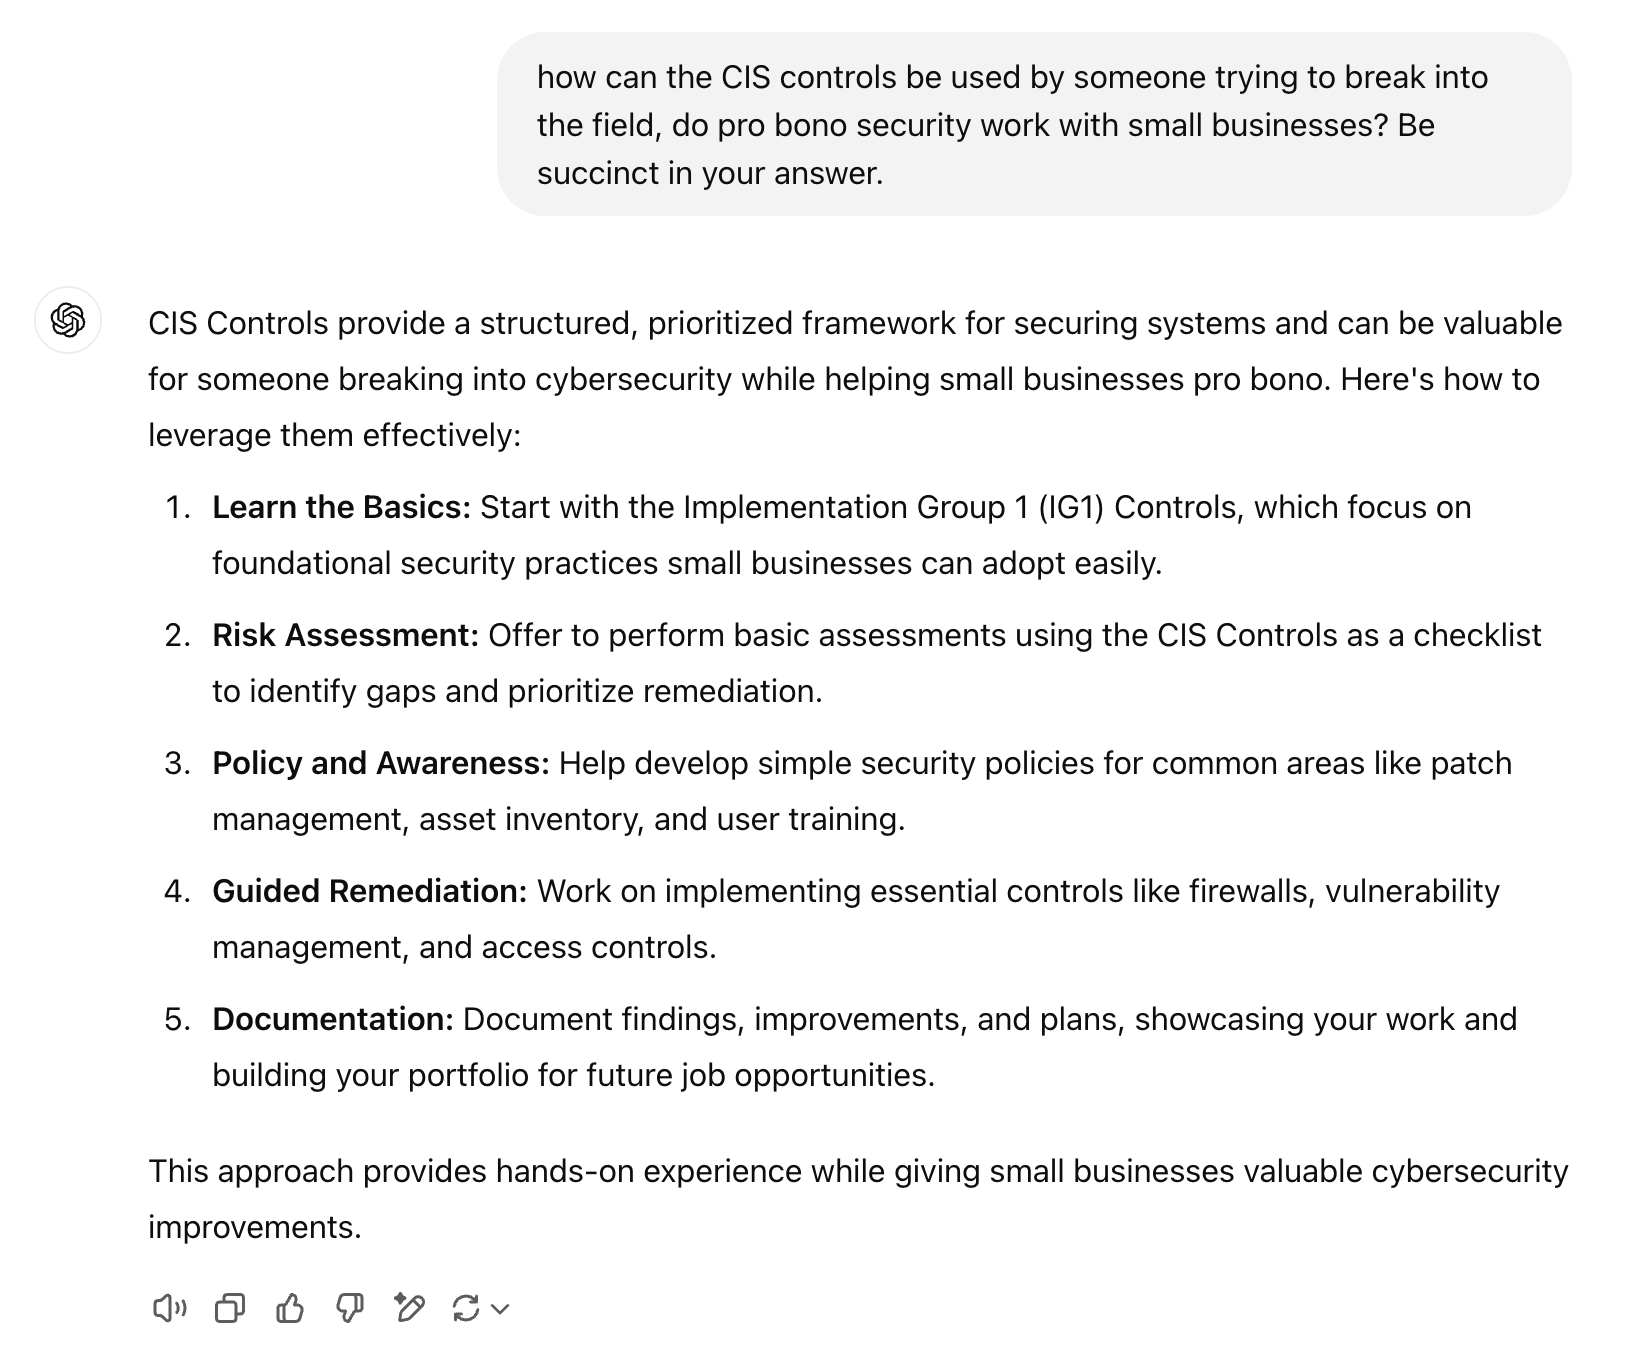 how can the CIS controls be used by someone trying to break into
the field, do pro bono security work with small businesses? Be
succinct in your answer.
CIS Controls provide a structured, prioritized framework for securing systems and can be valuable
for someone breaking into cybersecurity while helping small businesses pro bono. Here's how to
leverage them effectively:
1. Learn the Basics: Start with the Implementation Group 1 (IG1) Controls, which focus on
foundational security practices small businesses can adopt easily.
2. Risk Assessment: Offer to perform basic assessments using the CIS Controls as a checklist
to identify gaps and prioritize remediation.
3. Policy and Awareness: Help develop simple security policies for common areas like patch
management, asset inventory, and user training.
4. Guided Remediation: Work on implementing essential controls like firewalls, vulnerability
management, and access controls.
5. Documentation: Document findings, improvements, and plans, showcasing your work and
building your portfolio for future job opportunities.
This approach provides hands-on experience while giving small businesses valuable cybersecurity
improvements.